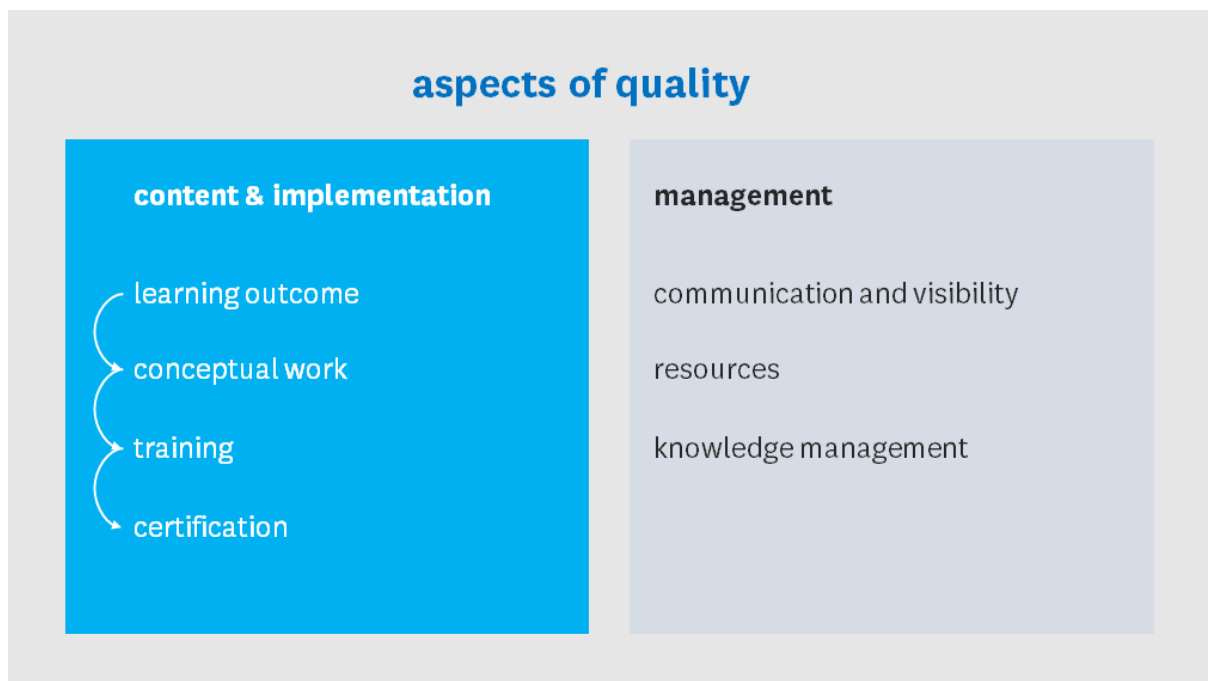 aspects of quality
content & implementation
learning outcome
conceptual work
training
certification
management
communication and visibility
resources
knowledge management